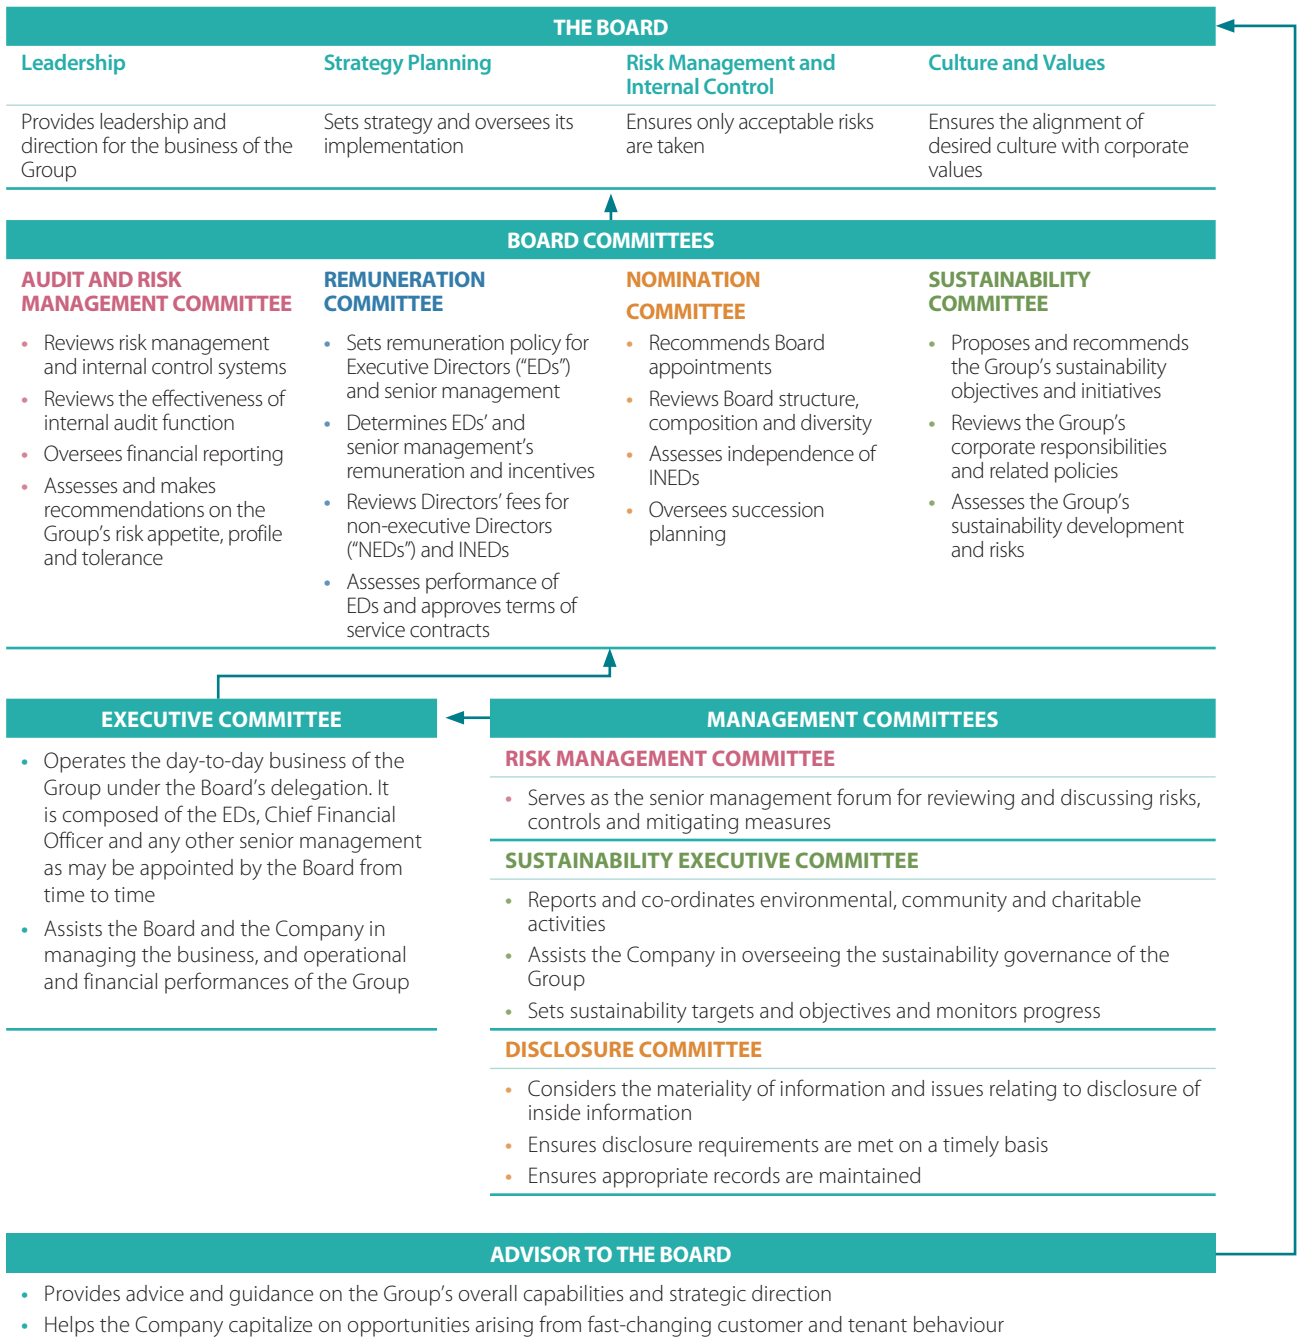 THE BOARD
Leadership
Provides leadership and
direction for the business of the
Group
Strategy Planning
Sets strategy and oversees its
implementation
Risk Management and
Internal Control
Ensures only acceptable risks
are taken
Culture and Values
Ensures the alignment of
desired culture with corporate
values
BOARD COMMITTEES
AUDIT AND RISK
MANAGEMENT COMMITTEE
• Reviews risk management
and internal control systems
• Reviews the effectiveness of
internal audit function
• Oversees financial reporting
• Assesses and makes
recommendations on the
Group's risk appetite, profile
and tolerance
REMUNERATION
COMMITTEE
• Sets remuneration policy for
Executive Directors (“EDs”)
and senior management
• Determines EDs’ and
senior management’s
remuneration and incentives
• Reviews Directors’ fees for
non-executive Directors
(“NEDs”) and INEDs
• Assesses performance of
EDs and approves terms of
service contracts
NOMINATION
COMMITTEE
• Recommends Board
appointments
• Reviews Board structure,
composition and diversity
• Assesses independence of
INEDs
• Oversees succession
planning
SUSTAINABILITY
COMMITTEE
• Proposes and recommends
the Group’s sustainability
objectives and initiatives
• Reviews the Group’s
corporate responsibilities
and related policies
• Assesses the Group’s
sustainability development
and risks
EXECUTIVE COMMITTEE
• Operates the day-to-day business of the
Group under the Board’s delegation. It
is composed of the EDs, Chief Financial
Officer and any other senior management
as may be appointed by the Board from
time to time
• Assists the Board and the Company in
managing the business, and operational
and financial performances of the Group
MANAGEMENT COMMITTEES
RISK MANAGEMENT COMMITTEE
• Serves as the senior management forum for reviewing and discussing risks,
controls and mitigating measures
SUSTAINABILITY EXECUTIVE COMMITTEE
• Reports and co-ordinates environmental, community and charitable
activities
• Assists the Company in overseeing the sustainability governance of the
Group
• Sets sustainability targets and objectives and monitors progress
DISCLOSURE COMMITTEE
• Considers the materiality of information and issues relating to disclosure of
inside information
• Ensures disclosure requirements are met on a timely basis
• Ensures appropriate records are maintained
ADVISOR TO THE BOARD
• Provides advice and guidance on the Group’s overall capabilities and strategic direction
• Helps the Company capitalize on opportunities arising from fast-changing customer and tenant behaviour